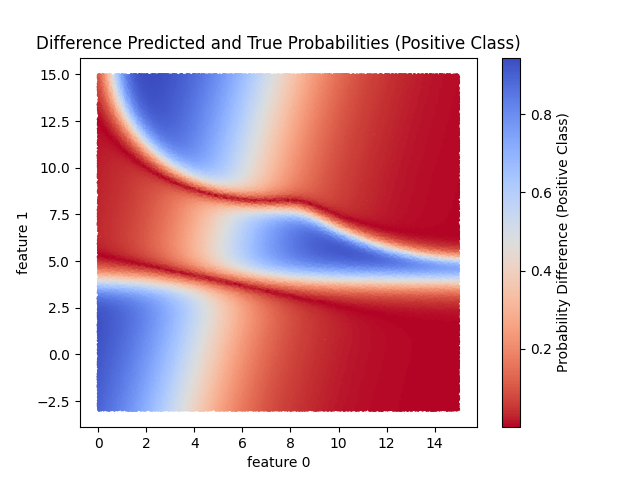 Difference Predicted and True Probabilities (Positive Class)
15.0
12.5
10.0
7.5
5.0
2.5
0.0
−2.5
feature 1
0 2 4 6 8 10 12 14
feature 0
0.8
0.6
0.4
0.2
Probability Difference (Positive Class)